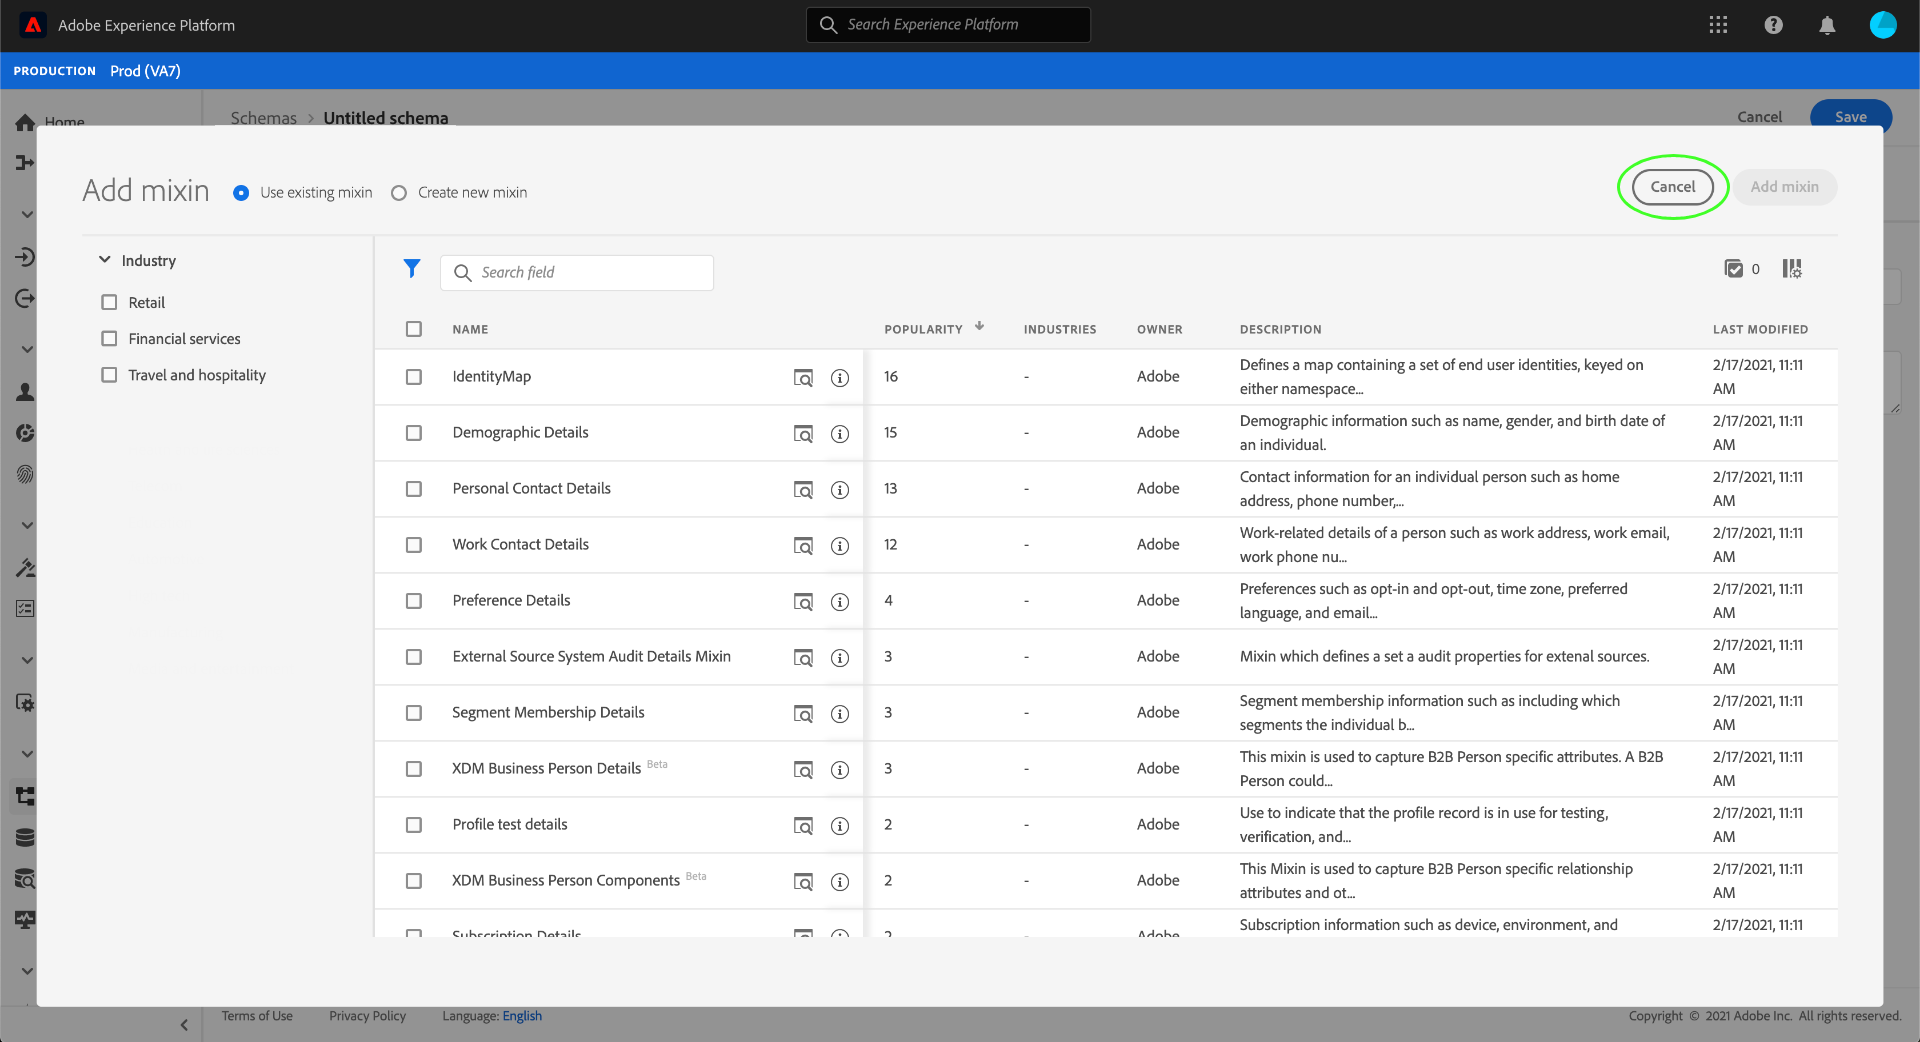 Adobe Experience Platform
Search Experience Platform
PRODUCTION Prod (VA7)
Home
Schemas > Untitled schema
Cancel
Save
Add mixin
Use existing mixin
Create new mixin
Cancel
Add mixin
Industry
Retail
Financial services
Travel and hospitality
Search field
0
NAME POPULARITY INDUSTRIES OWNER DESCRIPTION LAST MODIFIED
IdentityMap 16 - Adobe Defines a map containing a set of end user identities, keyed on 2/17/2021, 11:11
either namespace... AM
Demographic Details 15 - Adobe Demographic information such as name, gender, and birth date of 2/17/2021, 11:11
an individual. AM
Personal Contact Details 13 - Adobe Contact information for an individual person such as home 2/17/2021, 11:11
address, phone number,... AM
Work Contact Details 12 - Adobe Work-related details of a person such as work address, work email, 2/17/2021, 11:11
work phone nu... AM
Preference Details 4 - Adobe Preferences such as opt-in and opt-out, time zone, preferred 2/17/2021, 11:11
language, and email... AM
External Source System Audit Details Mixin 3 - Adobe Mixin which defines a set a audit properties for extenal sources. 2/17/2021, 11:11
AM
Segment Membership Details 3 - Adobe Segment membership information such as including which 2/17/2021, 11:11
segments the individual b... AM
XDM Business Person Details Beta 3 - Adobe This mixin is used to capture B2B Person specific attributes. A B2B 2/17/2021, 11:11
Person could... AM
Profile test details 2 - Adobe Use to indicate that the profile record is in use for testing, 2/17/2021, 11:11
verification, and... AM
XDM Business Person Components Beta 2 - Adobe This Mixin is used to capture B2B Person specific relationship 2/17/2021, 11:11
attributes and ot... AM
Subscription Details 2 - Adobe Subscription information such as device, environment, and 2/17/2021, 11:11
Terms of Use Privacy Policy Language: English
Copyright © 2021 Adobe Inc. All rights reserved.